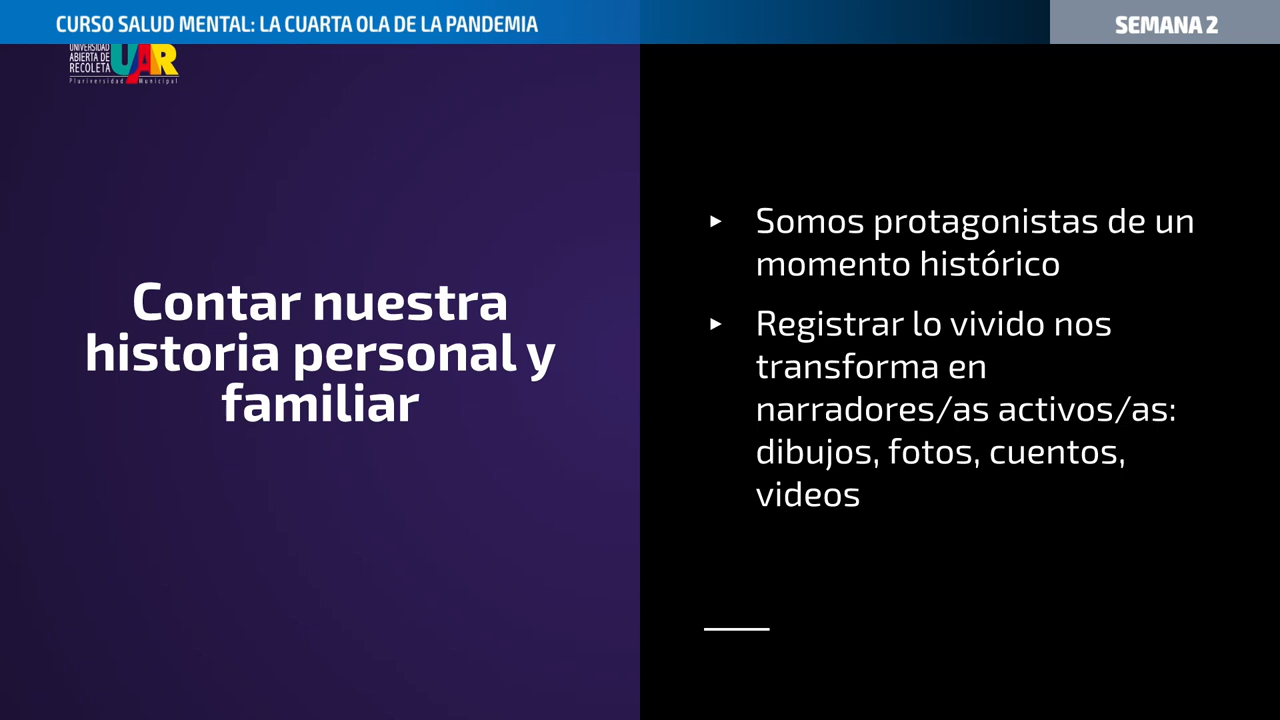 CURSO SALUD MENTAL: LA CUARTA OLA DE LA PANDEMIA
SEMANA 2
UNIVERSIDAD
ABIERTA DE
RECOLETA
UAR
Pluriversidad Municipal
Contar nuestra
historia personal y
familiar
▸ Somos protagonistas de un
momento histórico
▸ Registrar lo vivido nos
transforma en
narradores/as activos/as:
dibujos, fotos, cuentos,
videos